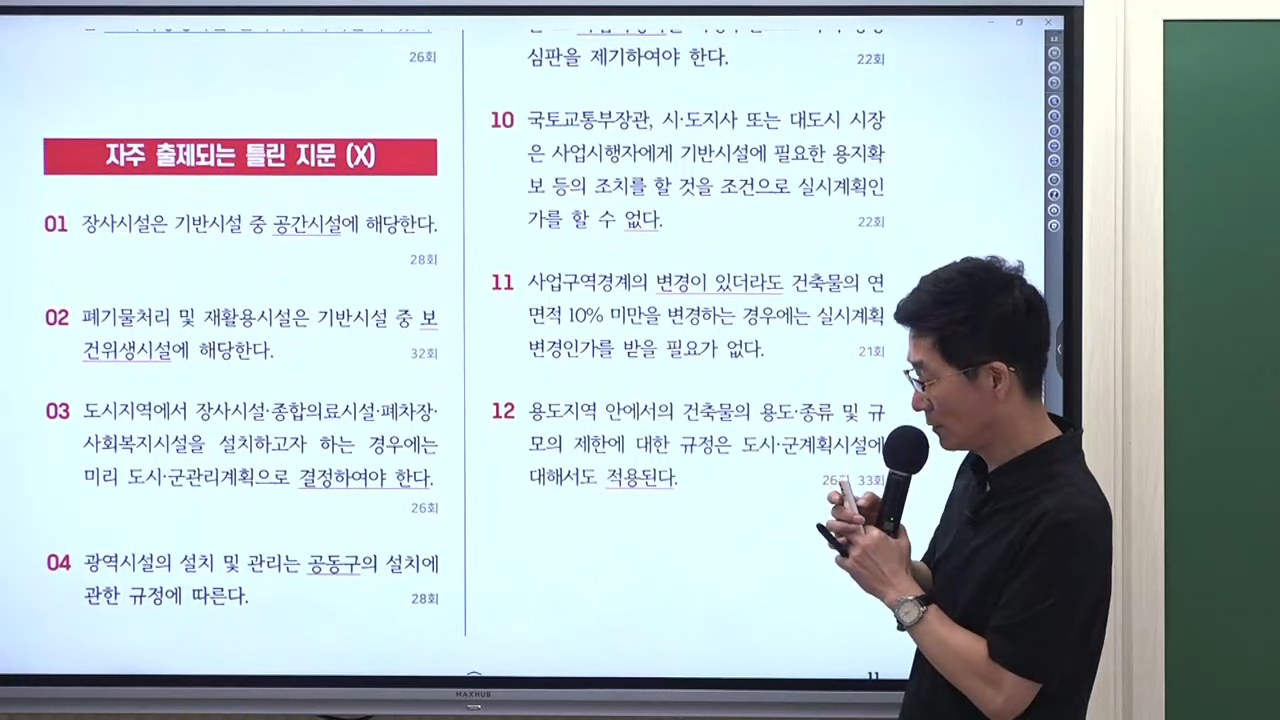 26회
자주 출제되는 틀린 지문 (X)
01 장사시설은 기반시설 중 공간시설에 해당한다.
28회
02 폐기물처리 및 재활용시설은 기반시설 중 보
건위생시설에 해당한다. 32회
03 도시지역에서 장사시설·종합의료시설·폐차장·
사회복지시설을 설치하고자 하는 경우에는
미리 도시·군관리계획으로 결정하여야 한다.
26회
04 광역시설의 설치 및 관리는 공동구의 설치에
관한 규정에 따른다. 28회
심판을 제기하여야 한다. 22회
10 국토교통부장관, 시·도지사 또는 대도시 시장
은 사업시행자에게 기반시설에 필요한 용지확
보 등의 조치를 할 것을 조건으로 실시계획인
가를 할 수 없다. 22회
11 사업구역경계의 변경이 있더라도 건축물의 연
면적 10% 미만을 변경하는 경우에는 실시계획
변경인가를 받을 필요가 없다. 21회
12 용도지역 안에서의 건축물의 용도·종류 및 규
모의 제한에 대한 규정은 도시·군계획시설에
대해서도 적용된다. 33회
MAXHUB